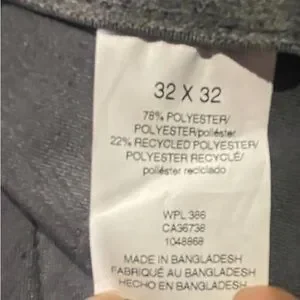 32 X 32
78% POLYESTER/
POLYESTER/poliéster
22% RECYCLED POLYESTER/
POLYESTER RECYCLÉ/
poliéster reciclado
WPL 386
CA36738
1048868
MADE IN BANGLADESH
FABRIQUÉ AU BANGLADESH
HECHO EN BANGLADESH